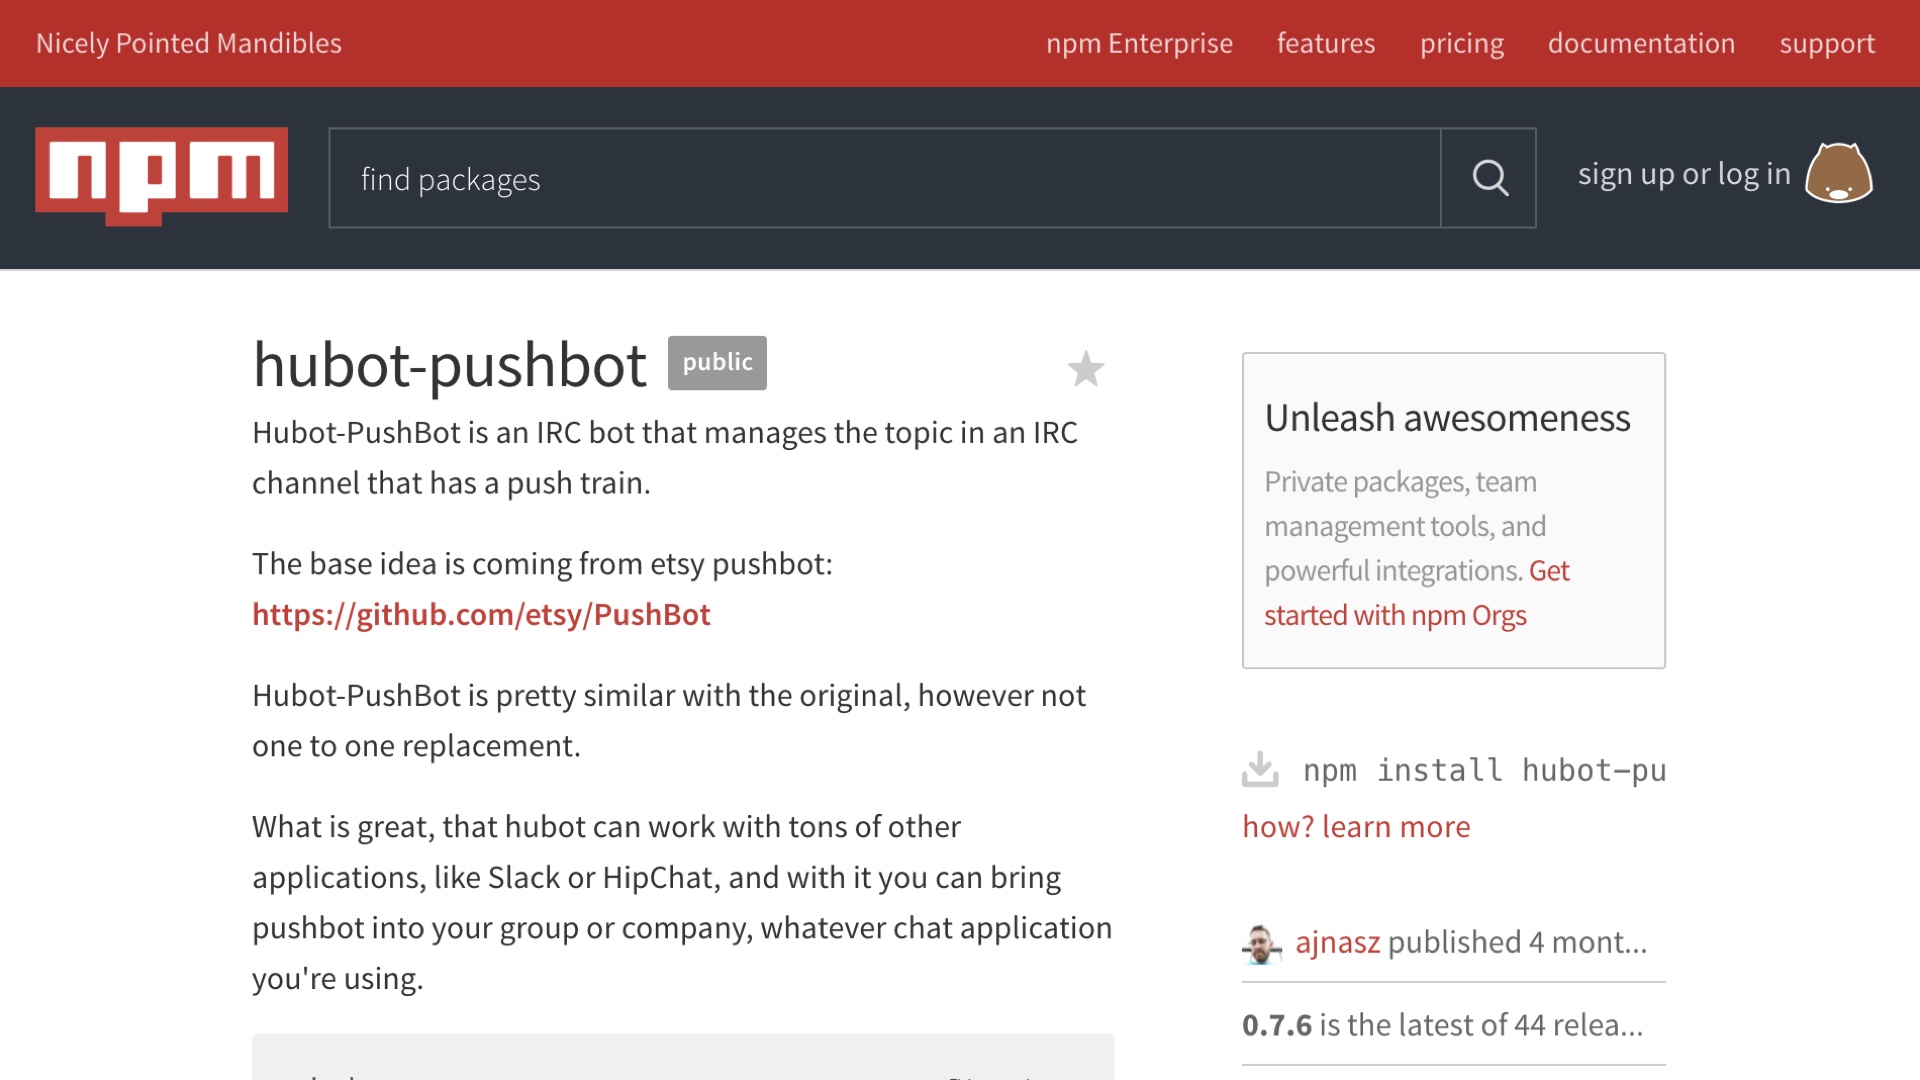 Nicely Pointed Mandibles
npm Enterprise features pricing documentation support
npm
find packages
sign up or log in
hubot-pushbot public
Hubot-PushBot is an IRC bot that manages the topic in an IRC
channel that has a push train.
The base idea is coming from etsy pushbot:
https://github.com/etsy/PushBot
Hubot-PushBot is pretty similar with the original, however not
one to one replacement.
What is great, that hubot can work with tons of other
applications, like Slack or HipChat, and with it you can bring
pushbot into your group or company, whatever chat application
you're using.
Unleash awesomeness
Private packages, team
management tools, and
powerful integrations. Get
started with npm Orgs
npm install hubot-pu
how? learn more
ajnasz published 4 mont...
0.7.6 is the latest of 44 relea...